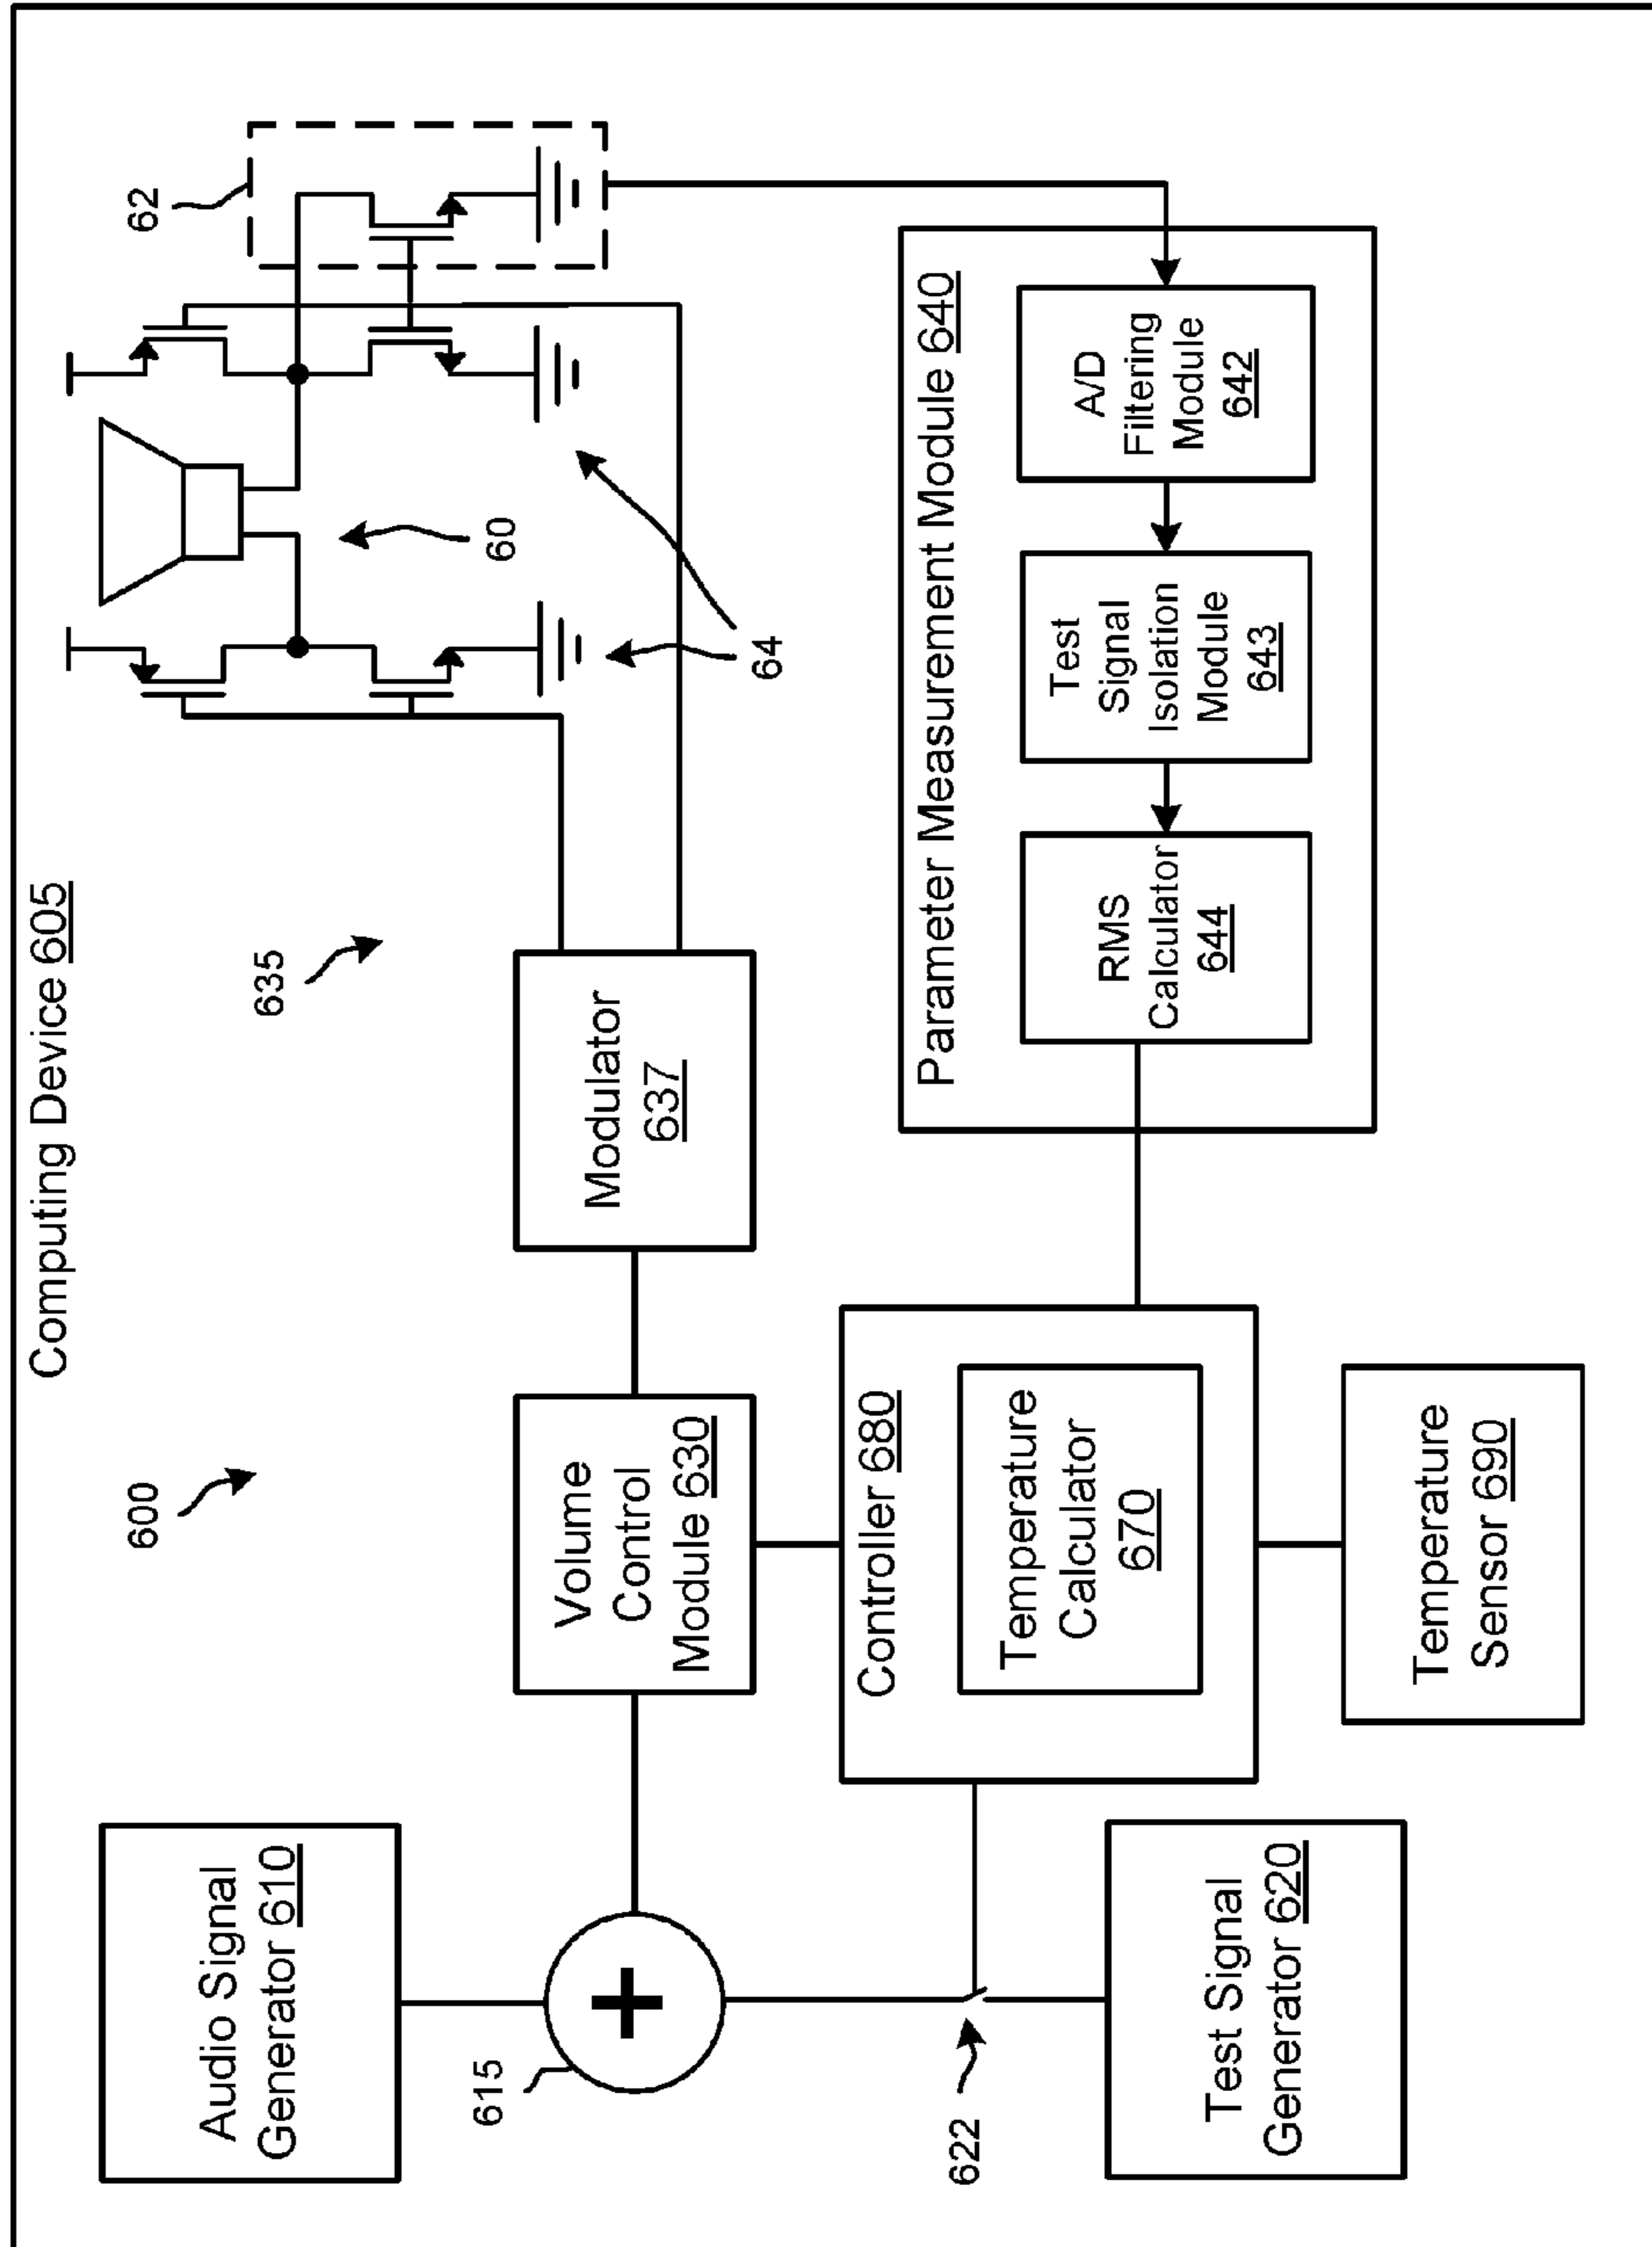 Computing Device 605
600
635
62
60
64
Audio Signal
Generator 610
615
622
Test Signal
Generator 620
Volume
Control
Module 630
Modulator
637
Controller 680
Temperature
Calculator
670
Temperature
Sensor 690
Parameter Measurement Module 640
RMS
Calculator
644
Test
Signal
Isolation
Module
643
A/D
Filtering
Module
642